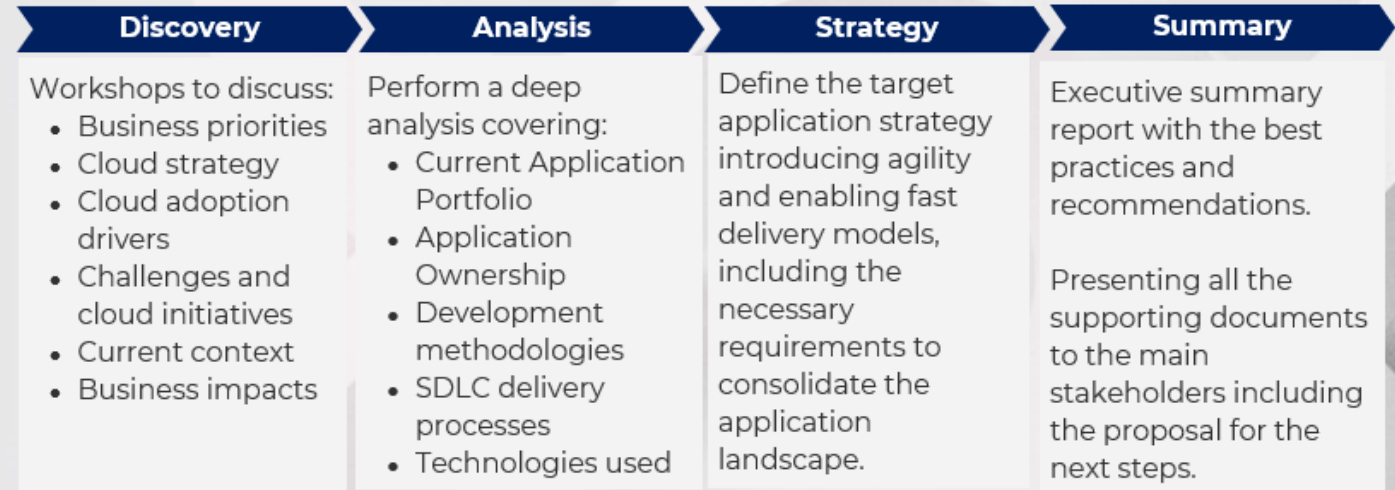 Discovery
Workshops to discuss:
• Business priorities
• Cloud strategy
• Cloud adoption
drivers
• Challenges and
cloud initiatives
• Current context
• Business impacts
Analysis
Perform a deep
analysis covering:
• Current Application
Portfolio
• Application
Ownership
• Development
methodologies
• SDLC delivery
processes
• Technologies used
Strategy
Define the target
application strategy
introducing agility
and enabling fast
delivery models,
including the
necessary
requirements to
consolidate the
application
landscape.
Summary
Executive summary
report with the best
practices and
recommendations.
Presenting all the
supporting documents
to the main
stakeholders including
the proposal for the
next steps.